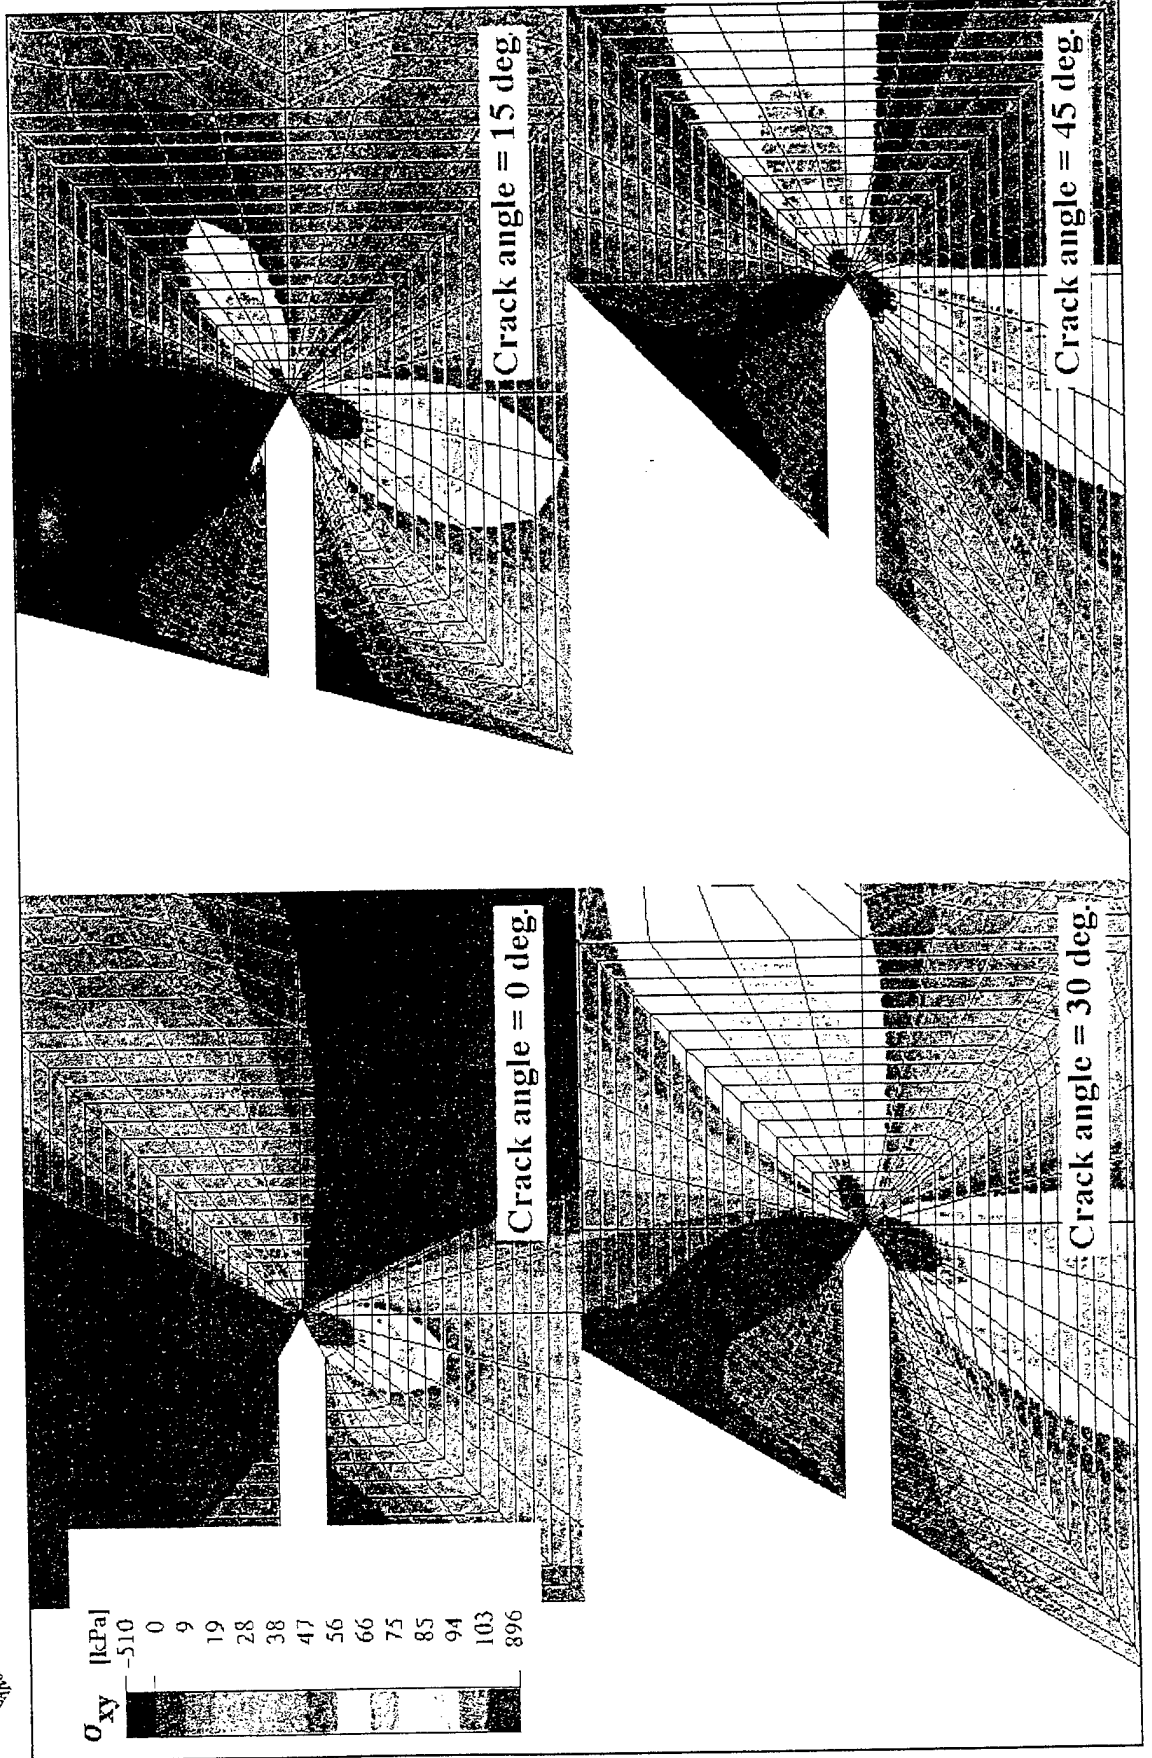 σxy [kPa]
-510
0
9
19
28
38
47
56
66
75
85
94
103
896
Crack angle = 0 deg.
Crack angle = 15 deg.
Crack angle = 30 deg.
Crack angle = 45 deg.